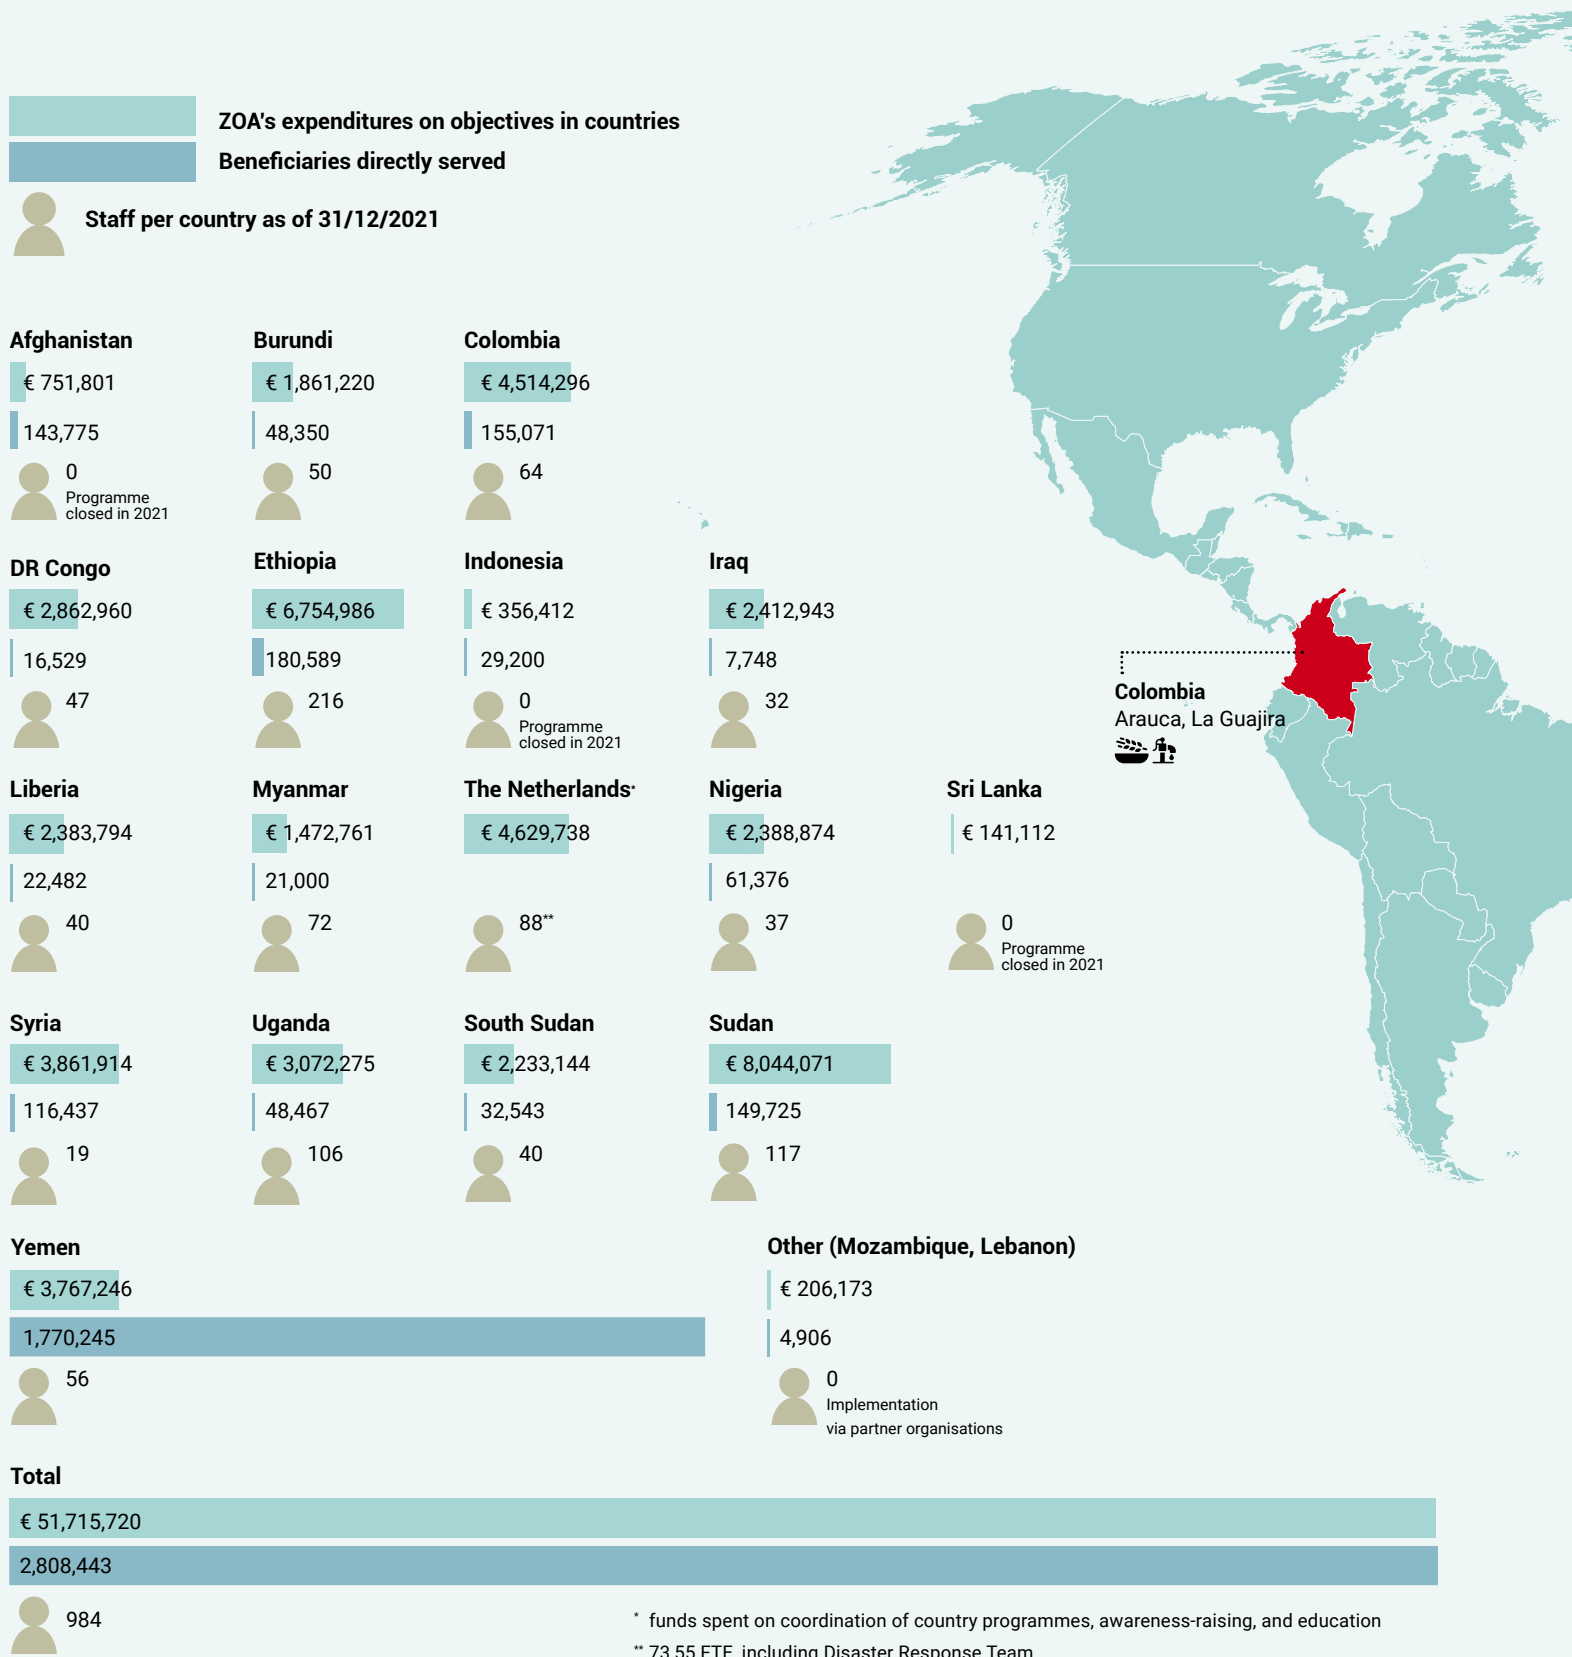 ZOA's expenditures on objectives in countries
Beneficiaries directly served
Staff per country as of 31/12/2021
Afghanistan
€ 751,801
143,775
0
Programme
closed in 2021
Burundi
€ 1,861,220
48,350
50
Colombia
€ 4,514,296
155,071
64
DR Congo
€ 2,862,960
16,529
47
Ethiopia
€ 6,754,986
180,589
216
Indonesia
€ 356,412
29,200
0
Programme
closed in 2021
Iraq
€ 2,412,943
7,748
32
Colombia
Arauca, La Guajira
Liberia
€ 2,383,794
22,482
40
Myanmar
€ 1,472,761
21,000
72
The Netherlands*
€ 4,629,738
88**
Nigeria
€ 2,388,874
61,376
37
Sri Lanka
€ 141,112
0
Programme
closed in 2021
Syria
€ 3,861,914
116,437
19
Uganda
€ 3,072,275
48,467
106
South Sudan
€ 2,233,144
32,543
40
Sudan
€ 8,044,071
149,725
117
Yemen
€ 3,767,246
1,770,245
56
Other (Mozambique, Lebanon)
€ 206,173
4,906
0
Implementation
via partner organisations
Total
€ 51,715,720
2,808,443
984
* funds spent on coordination of country programmes, awareness-raising, and education
** 73,55 FTE, including Disaster Response Team